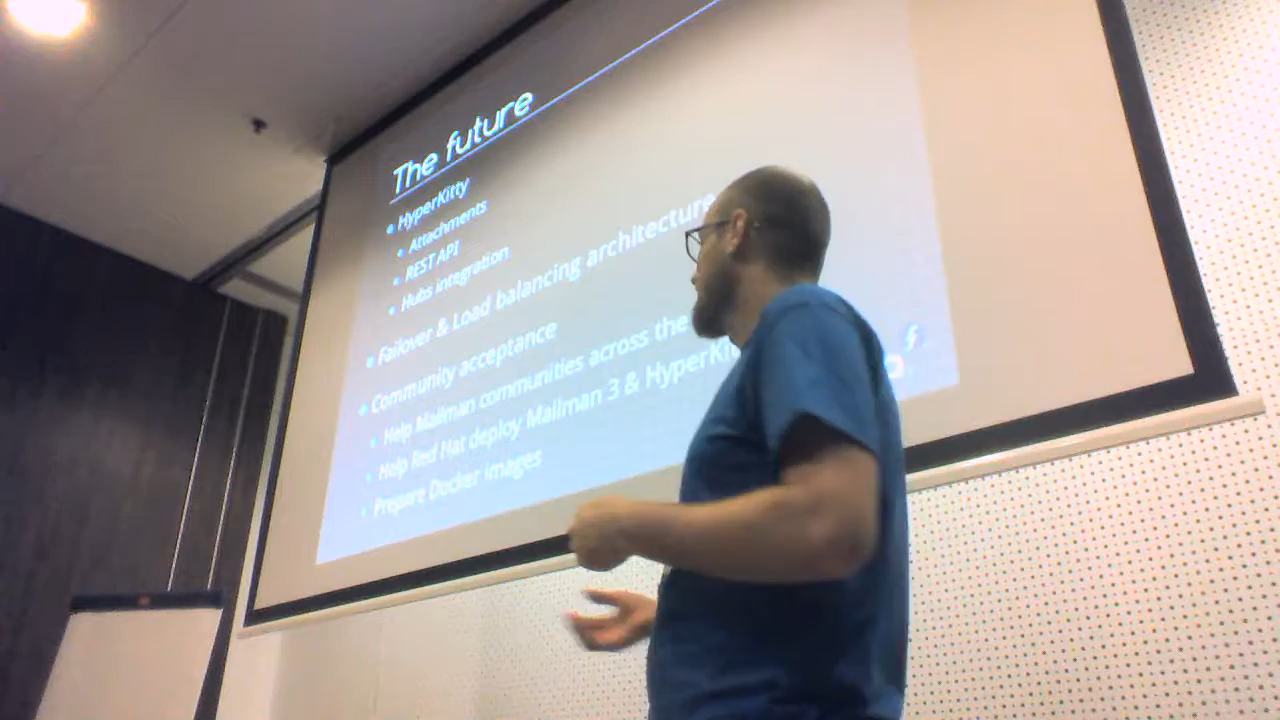 The future
HyperKitty
Attachments
REST API
Hubs integration
Failover & Load balancing architecture
Community acceptance
Help Mailman communities across the
Help Red Hat deploy Mailman 3 & HyperKi
Prepare Docker images